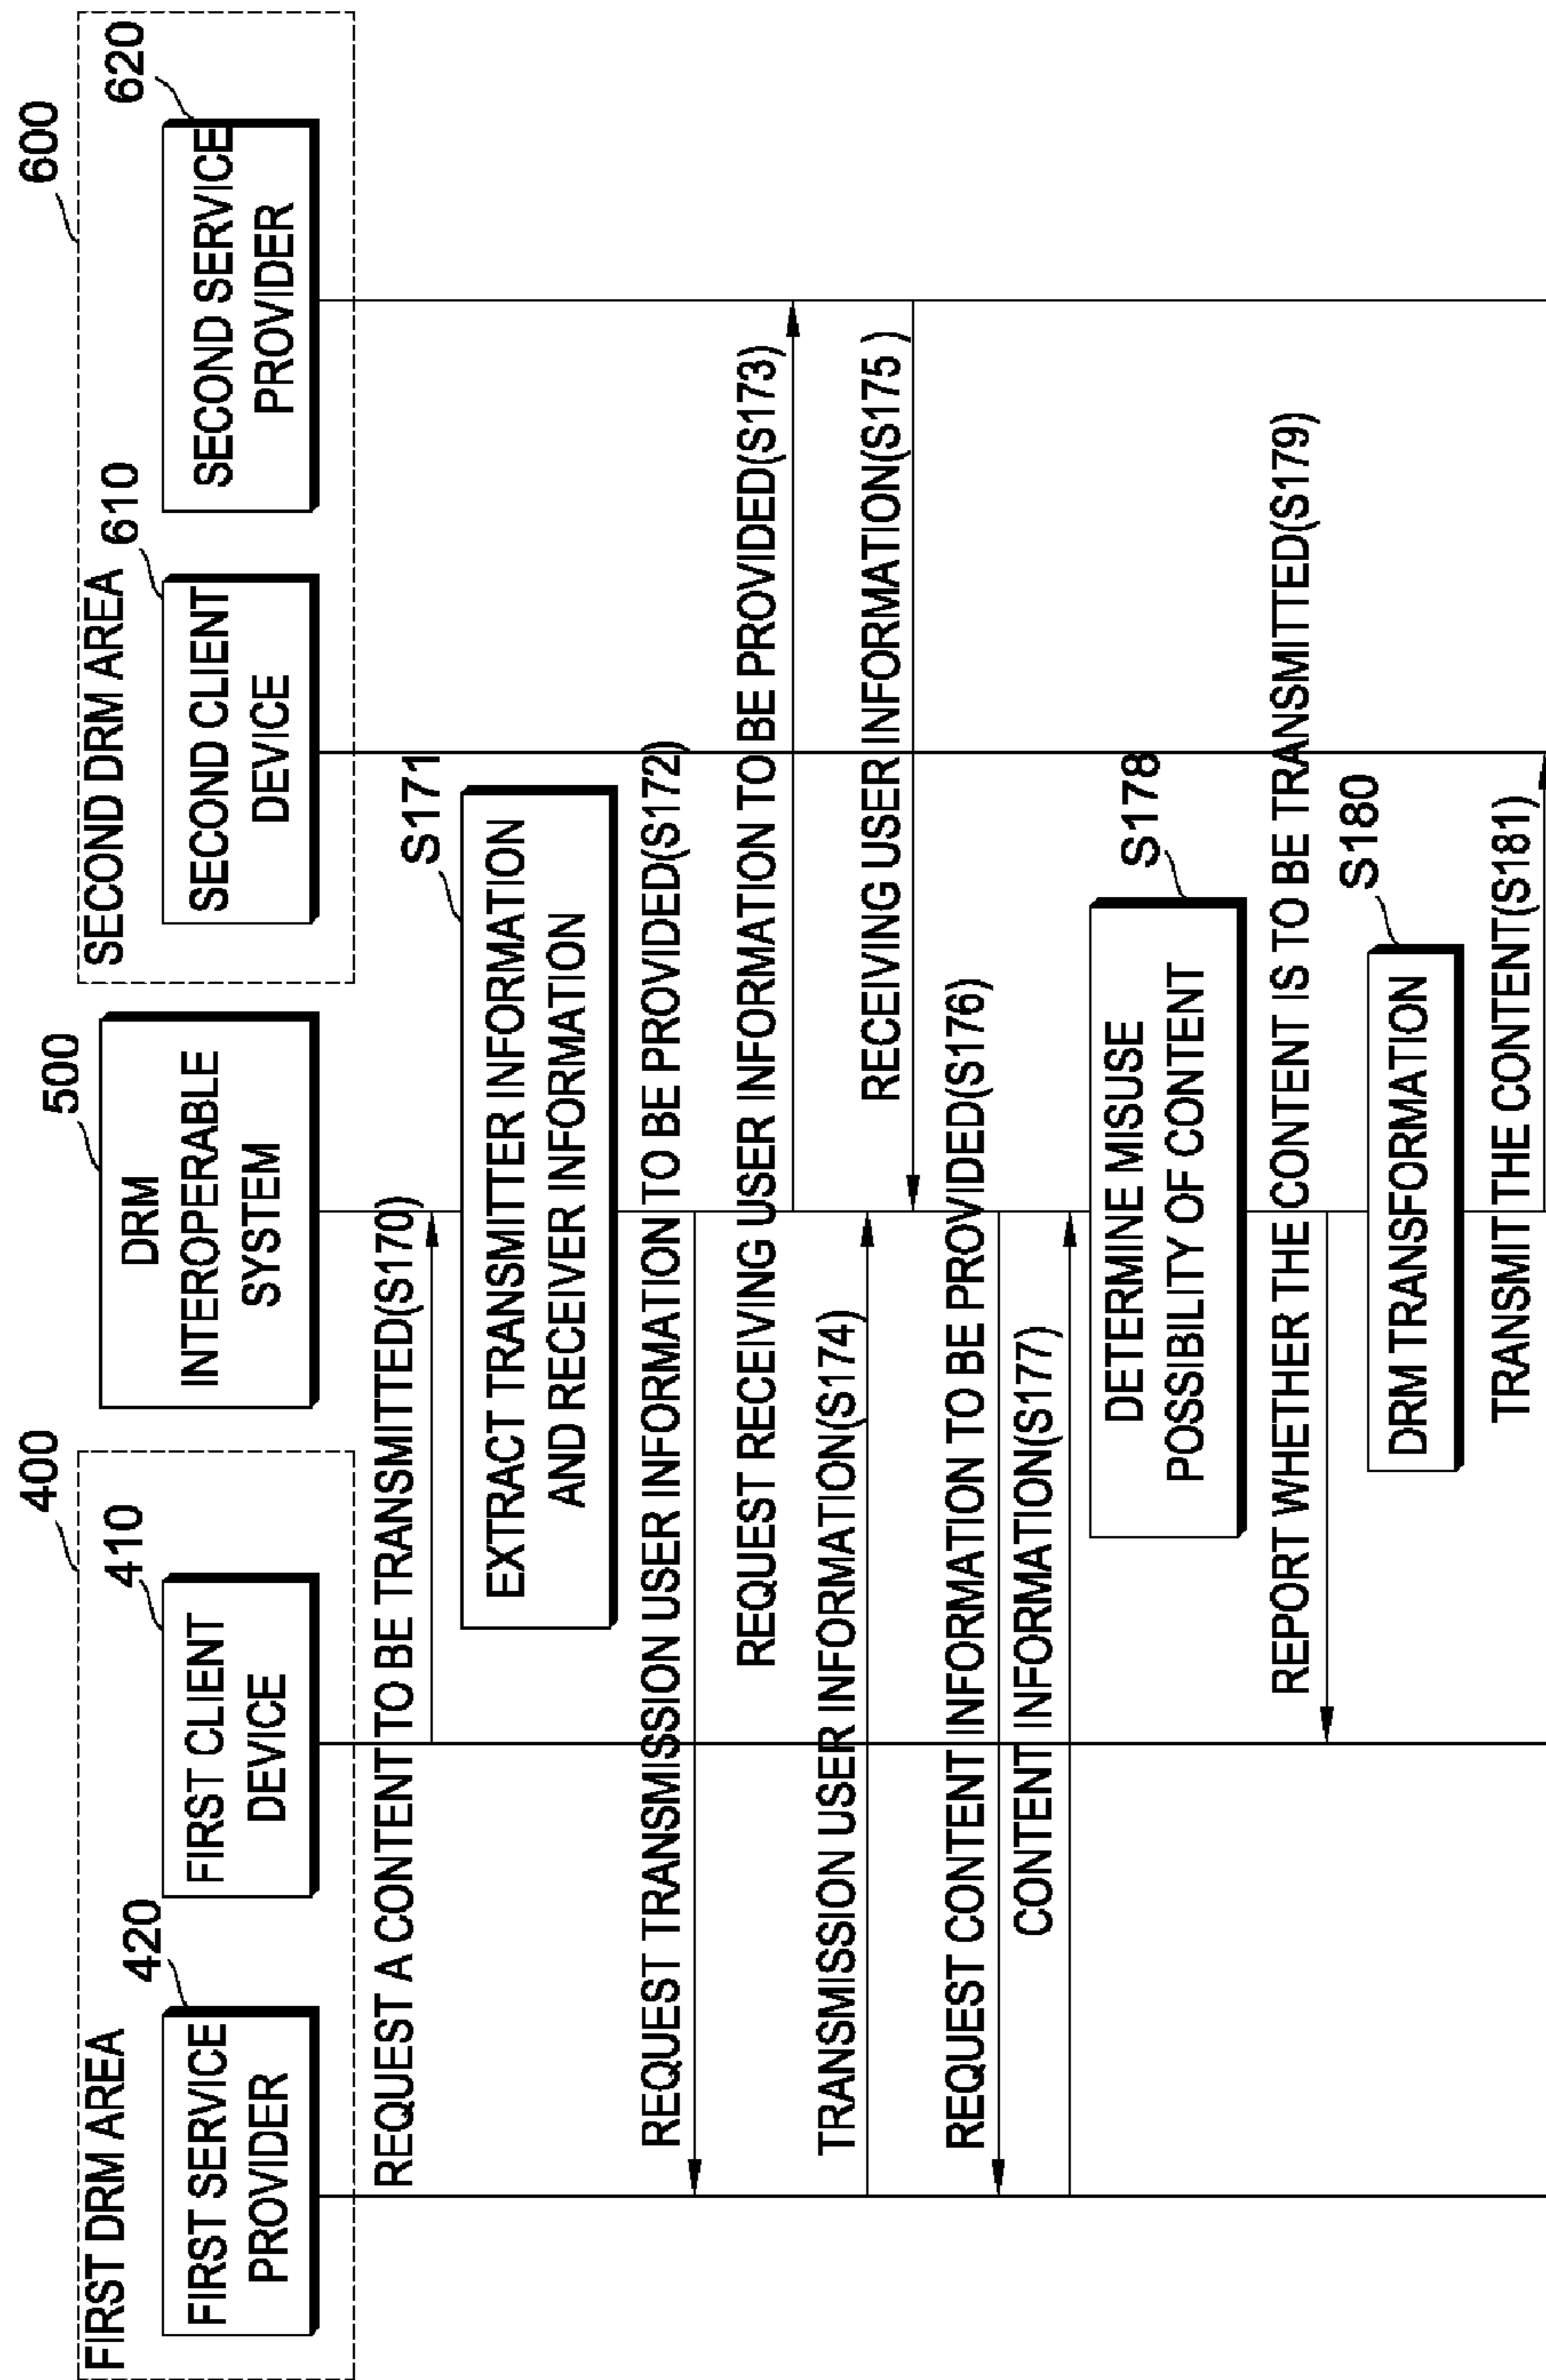 FIRST DRM AREA
400
420
FIRST SERVICE
PROVIDER
410
FIRST CLIENT
DEVICE
500
DRM
INTEROPERABLE
SYSTEM
600
SECOND DRM AREA
610
SECOND CLIENT
DEVICE
620
SECOND SERVICE
PROVIDER
REQUEST A CONTENT TO BE TRANSMITTED(S170)
S171
EXTRACT TRANSMITTER INFORMATION
AND RECEIVER INFORMATION
REQUEST TRANSMISSION USER INFORMATION TO BE PROVIDED(S172)
REQUEST RECEIVING USER INFORMATION TO BE PROVIDED(S173)
TRANSMISSION USER INFORMATION(S174)
RECEIVING USER INFORMATION(S175 )
REQUEST CONTENT INFORMATION TO BE PROVIDED(S176)
CONTENT INFORMATION(S177)
S178
DETERMINE MISUSE
POSSIBILITY OF CONTENT
REPORT WHETHER THE CONTENT IS TO BE TRANSMITTED(S179)
S180
DRM TRANSFORMATION
TRANSMIT THE CONTENT(S181)